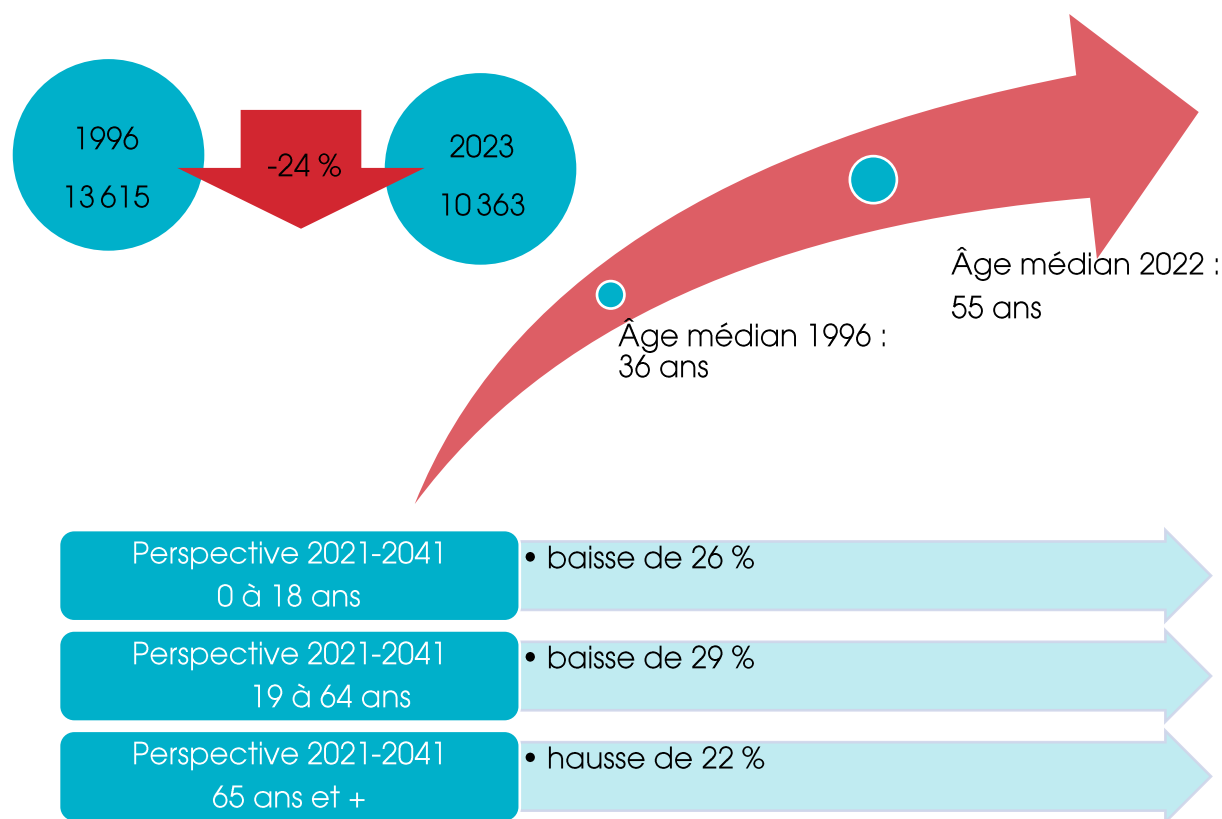 1996
13 615
-24 %
2023
10 363
Âge médian 1996 :
36 ans
Âge médian 2022 :
55 ans
Perspective 2021-2041
0 à 18 ans
• baisse de 26 %
Perspective 2021-2041
19 à 64 ans
• baisse de 29 %
Perspective 2021-2041
65 ans et +
• hausse de 22 %